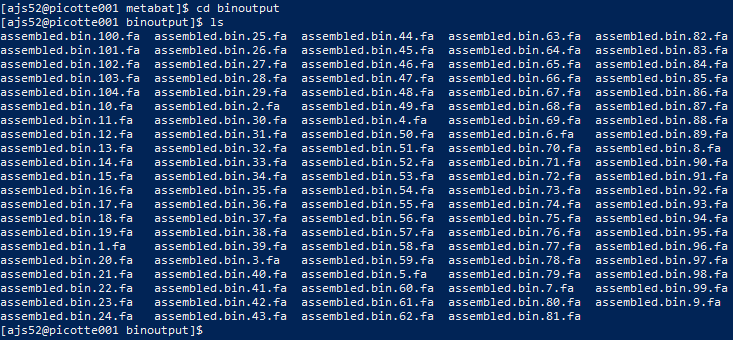 [ajs52@picotte001 metabat]$ cd binoutput
[ajs52@picotte001 binoutput]$ ls
assembled.bin.100.fa  assembled.bin.25.fa  assembled.bin.44.fa  assembled.bin.63.fa  assembled.bin.82.fa
assembled.bin.101.fa  assembled.bin.26.fa  assembled.bin.45.fa  assembled.bin.64.fa  assembled.bin.83.fa
assembled.bin.102.fa  assembled.bin.27.fa  assembled.bin.46.fa  assembled.bin.65.fa  assembled.bin.84.fa
assembled.bin.103.fa  assembled.bin.28.fa  assembled.bin.47.fa  assembled.bin.66.fa  assembled.bin.85.fa
assembled.bin.104.fa  assembled.bin.29.fa  assembled.bin.48.fa  assembled.bin.67.fa  assembled.bin.86.fa
assembled.bin.10.fa   assembled.bin.2.fa   assembled.bin.49.fa  assembled.bin.68.fa  assembled.bin.87.fa
assembled.bin.11.fa   assembled.bin.30.fa  assembled.bin.4.fa   assembled.bin.69.fa  assembled.bin.88.fa
assembled.bin.12.fa   assembled.bin.31.fa  assembled.bin.50.fa  assembled.bin.6.fa   assembled.bin.89.fa
assembled.bin.13.fa   assembled.bin.32.fa  assembled.bin.51.fa  assembled.bin.70.fa  assembled.bin.8.fa
assembled.bin.14.fa   assembled.bin.33.fa  assembled.bin.52.fa  assembled.bin.71.fa  assembled.bin.90.fa
assembled.bin.15.fa   assembled.bin.34.fa  assembled.bin.53.fa  assembled.bin.72.fa  assembled.bin.91.fa
assembled.bin.16.fa   assembled.bin.35.fa  assembled.bin.54.fa  assembled.bin.73.fa  assembled.bin.92.fa
assembled.bin.17.fa   assembled.bin.36.fa  assembled.bin.55.fa  assembled.bin.74.fa  assembled.bin.93.fa
assembled.bin.18.fa   assembled.bin.37.fa  assembled.bin.56.fa  assembled.bin.75.fa  assembled.bin.94.fa
assembled.bin.19.fa   assembled.bin.38.fa  assembled.bin.57.fa  assembled.bin.76.fa  assembled.bin.95.fa
assembled.bin.1.fa    assembled.bin.39.fa  assembled.bin.58.fa  assembled.bin.77.fa  assembled.bin.96.fa
assembled.bin.20.fa   assembled.bin.3.fa   assembled.bin.59.fa  assembled.bin.78.fa  assembled.bin.97.fa
assembled.bin.21.fa   assembled.bin.40.fa  assembled.bin.5.fa   assembled.bin.79.fa  assembled.bin.98.fa
assembled.bin.22.fa   assembled.bin.41.fa  assembled.bin.60.fa  assembled.bin.7.fa   assembled.bin.99.fa
assembled.bin.23.fa   assembled.bin.42.fa  assembled.bin.61.fa  assembled.bin.80.fa  assembled.bin.9.fa
assembled.bin.24.fa   assembled.bin.43.fa  assembled.bin.62.fa  assembled.bin.81.fa
[ajs52@picotte001 binoutput]$